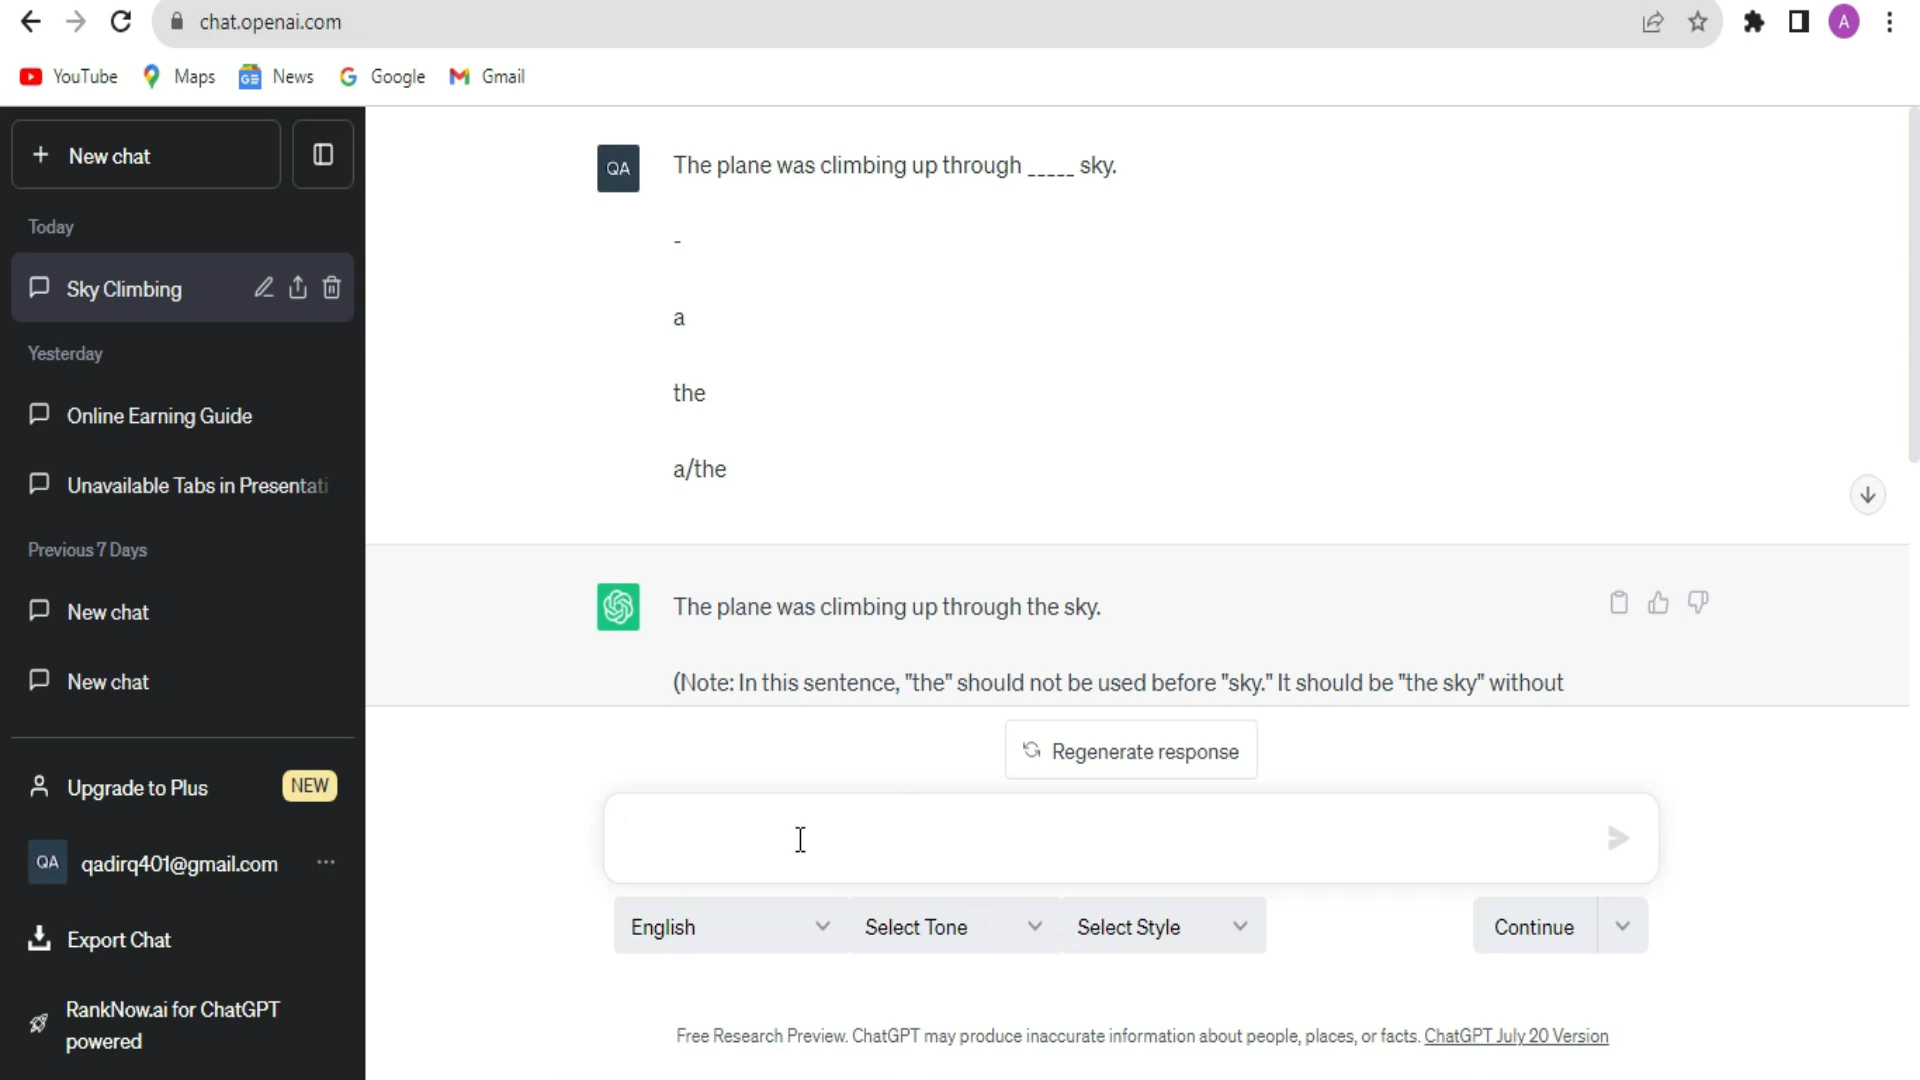 chat.openai.com
A
YouTube
Maps
News
Google
Gmail
New chat
Today
Sky Climbing
Yesterday
Online Earning Guide
Unavailable Tabs in Presentati
Previous 7 Days
New chat
New chat
Upgrade to Plus
NEW
QA
qadirq401@gmail.com
Export Chat
RankNow.ai for ChatGPT
powered
QA
The plane was climbing up through _____ sky.
-
a
the
a/the
The plane was climbing up through the sky.
(Note: In this sentence, "the" should not be used before "sky." It should be "the sky" without
Regenerate response
English
Select Tone
Select Style
Continue
Free Research Preview. ChatGPT may produce inaccurate information about people, places, or facts. ChatGPT July 20 Version